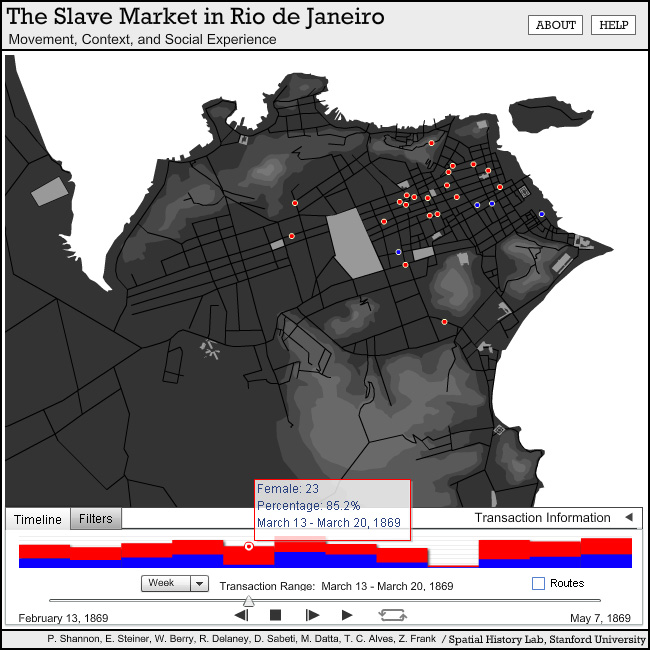 The Slave Market in Rio de Janeiro
Movement, Context, and Social Experience
ABOUT
HELP
Female: 23
Percentage: 85.2%
March 13 - March 20, 1869
Timeline
Filters
Transaction Information
Week
Transaction Range: March 13 - March 20, 1869
Routes
February 13, 1869
May 7, 1869
P. Shannon, E. Steiner, W. Berry, R. Delaney, D. Sabeti, M. Datta, T. C. Alves, Z. Frank / Spatial History Lab, Stanford University